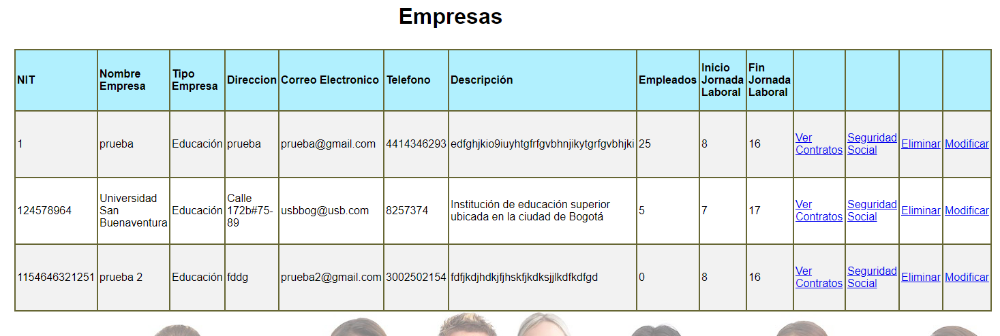 Empresas
NIT
Nombre
Empresa
Tipo
Empresa
Direccion
Correo Electronico
Telefono
Descripción
Empleados
Inicio
Jornada
Laboral
Fin
Jornada
Laboral
1
prueba
Educación
prueba
prueba@gmail.com
4414346293
edfghjkio9iuyhtgfrfgvbhnjikytgrfgvbhjki
25
8
16
Ver
Contratos
Seguridad
Social
Eliminar
Modificar
124578964
Universidad
San
Buenaventura
Educación
Calle
172b#75-
89
usbbog@usb.com
8257374
Institución de educación superior
ubicada en la ciudad de Bogotá
5
7
17
Ver
Contratos
Seguridad
Social
Eliminar
Modificar
1154646321251
prueba 2
Educación
fddg
prueba2@gmail.com
3002502154
fdfjkdjhdkjfjhskfjkdksjjlkdfkdfgd
0
8
16
Ver
Contratos
Seguridad
Social
Eliminar
Modificar